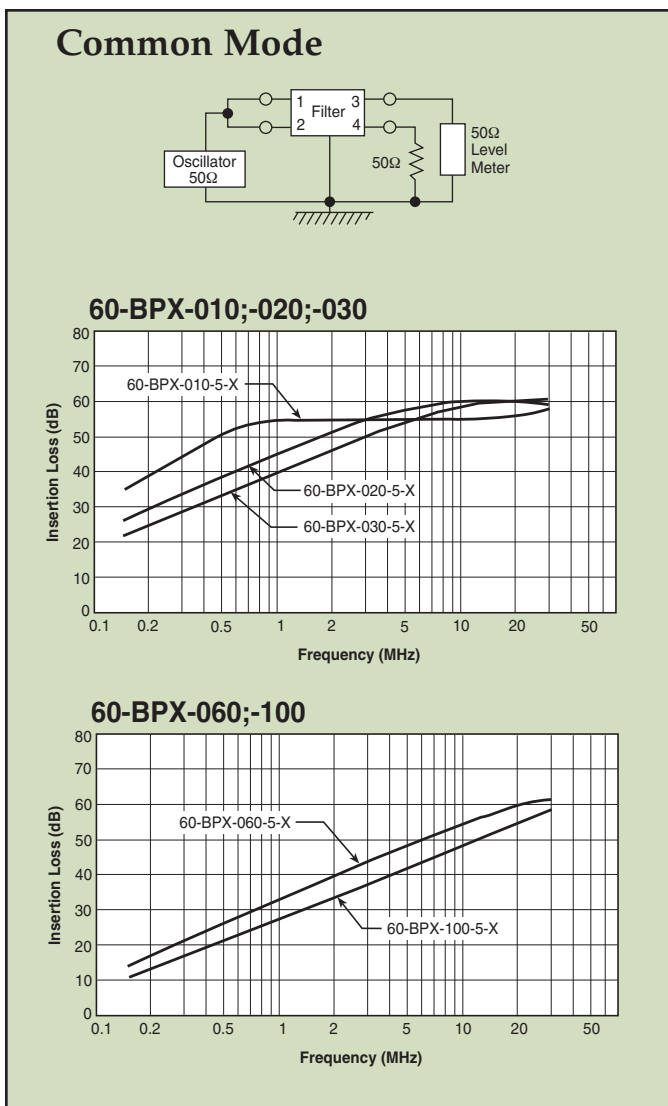 Common Mode
1
2
Filter
3
4
Oscillator
50Ω
50Ω
50Ω
Level
Meter
60-BPX-010;-020;-030
80
70
60
50
40
30
20
10
0
Insertion Loss (dB)
60-BPX-010-5-X
60-BPX-020-5-X
60-BPX-030-5-X
0.1 0.2 0.5 1 2 5 10 20 50
Frequency (MHz)
60-BPX-060;-100
80
70
60
50
40
30
20
10
0
Insertion Loss (dB)
60-BPX-060-5-X
60-BPX-100-5-X
0.1 0.2 0.5 1 2 5 10 20 50
Frequency (MHz)